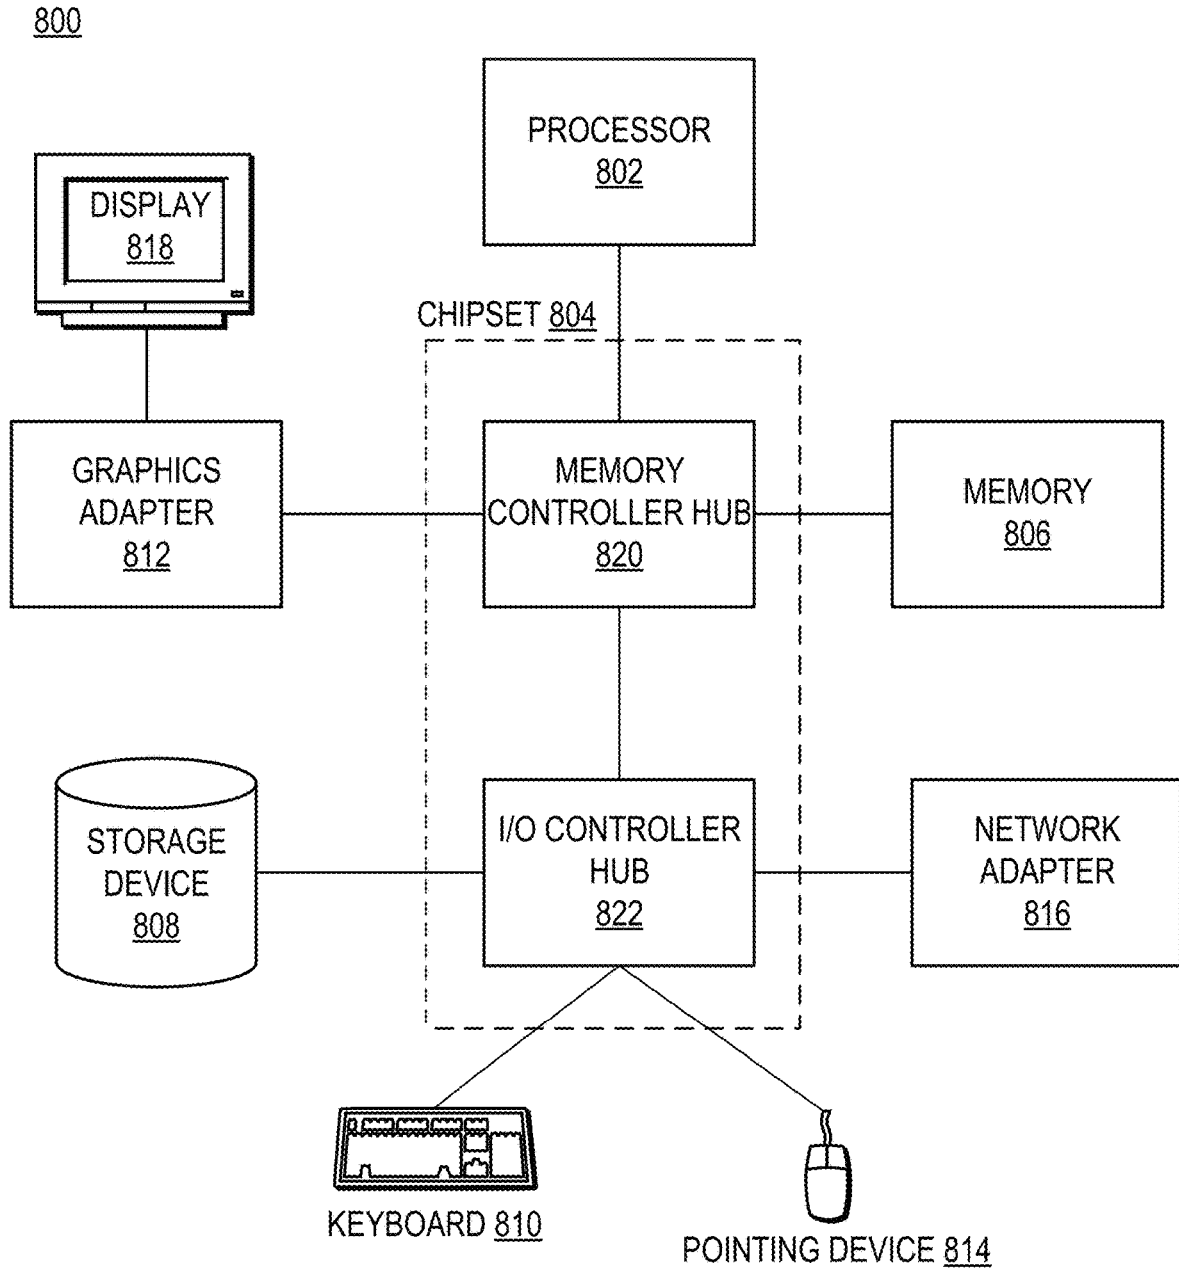 800
PROCESSOR
802
DISPLAY
818
CHIPSET 804
GRAPHICS
ADAPTER
812
MEMORY
CONTROLLER HUB
820
MEMORY
806
STORAGE
DEVICE
808
I/O CONTROLLER
HUB
822
NETWORK
ADAPTER
816
KEYBOARD 810
POINTING DEVICE 814